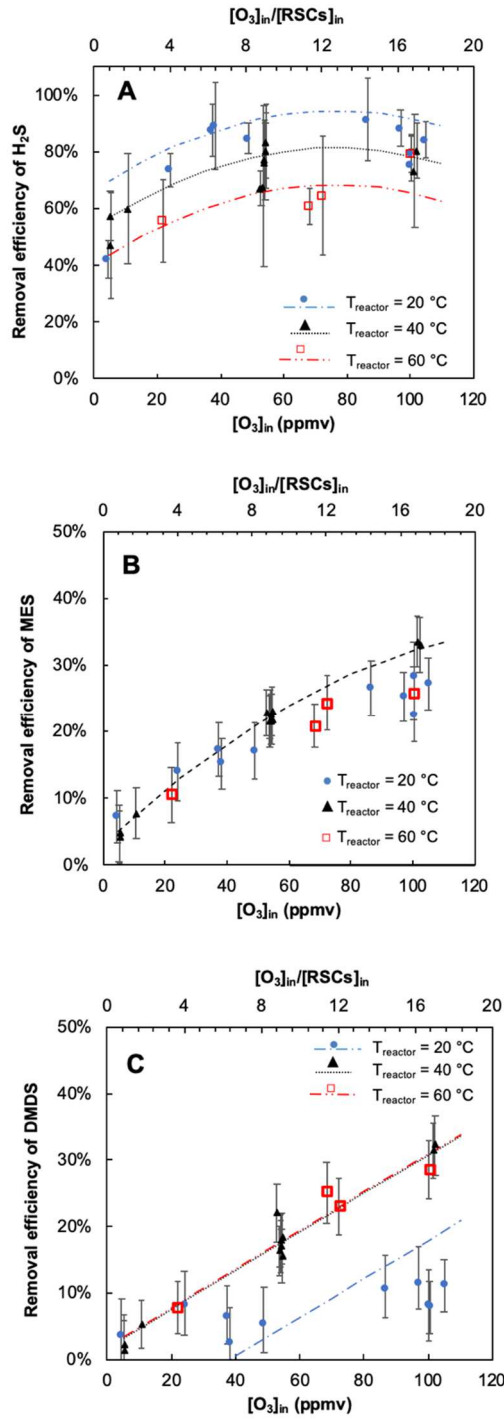 [O₃]in/[RSCs]in
0 4 8 12 16 20
A
100%
80%
60%
40%
20%
0%
Removal efficiency of H₂S
Treactor = 20 °C
Treactor = 40 °C
Treactor = 60 °C
0 20 40 60 80 100 120
[O₃]in (ppmv)
[O₃]in/[RSCs]in
0 4 8 12 16 20
B
50%
40%
30%
20%
10%
0%
Removal efficiency of MES
Treactor = 20 °C
Treactor = 40 °C
Treactor = 60 °C
0 20 40 60 80 100 120
[O₃]in (ppmv)
[O₃]in/[RSCs]in
0 4 8 12 16 20
C
50%
40%
30%
20%
10%
0%
Removal efficiency of DMDS
Treactor = 20 °C
Treactor = 40 °C
Treactor = 60 °C
0 20 40 60 80 100 120
[O₃]in (ppmv)